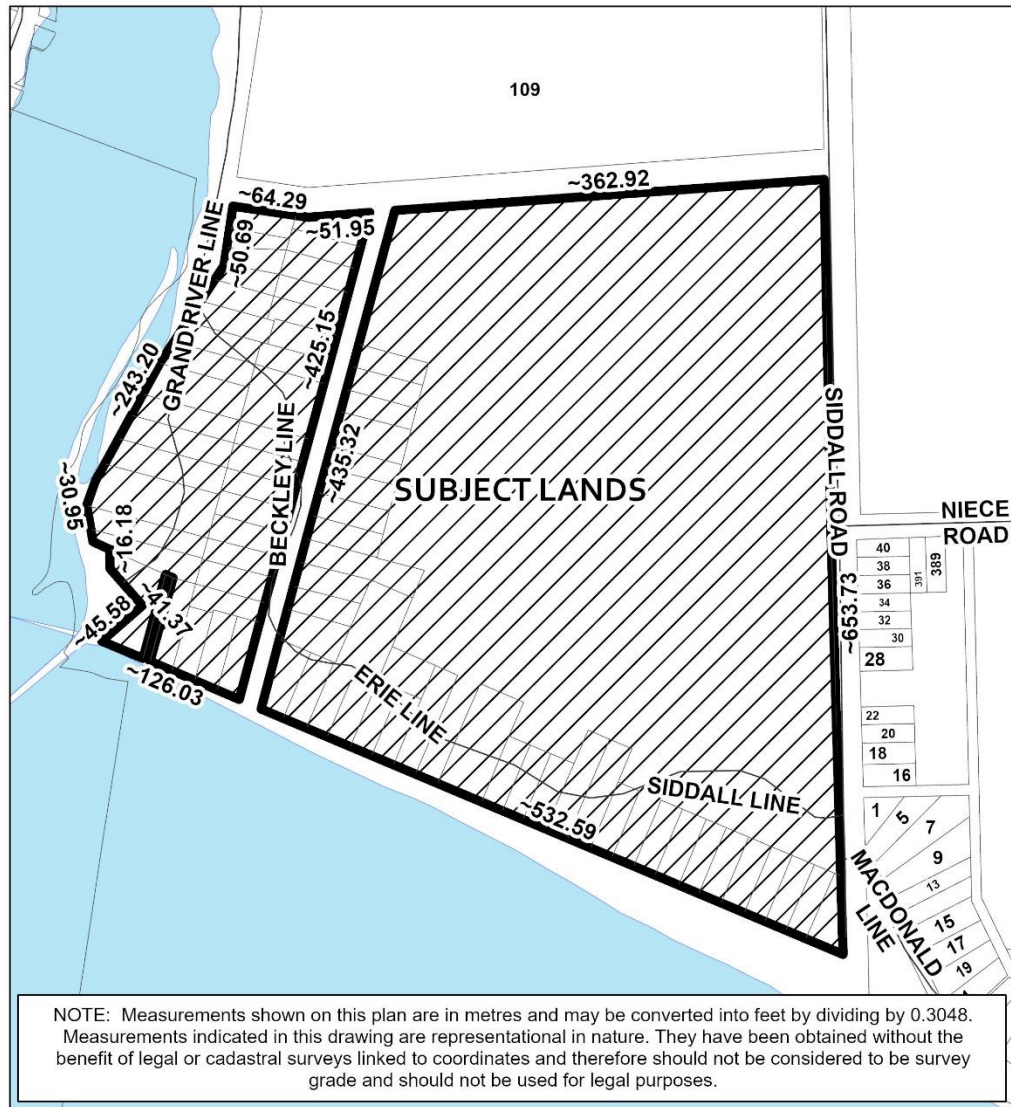 109
~362.92
~64.29
~51.95
~50.69
GRAND RIVER LINE
~425.15
~243.20
~435.32
BECKLEY LINE
SUBJECT LANDS
SIDDALL ROAD
~30.95
~16.18
NIECE
ROAD
40
38
36
34
32
30
28
391
389
~653.73
~41.37
~45.58
~126.03
ERIE LINE
22
20
18
16
SIDDALL LINE
~532.59
1
5
7
9
13
15
17
19
MACDONALD
LINE
NOTE: Measurements shown on this plan are in metres and may be converted into feet by dividing by 0.3048.
Measurements indicated in this drawing are representational in nature. They have been obtained without the
benefit of legal or cadastral surveys linked to coordinates and therefore should not be considered to be survey
grade and should not be used for legal purposes.